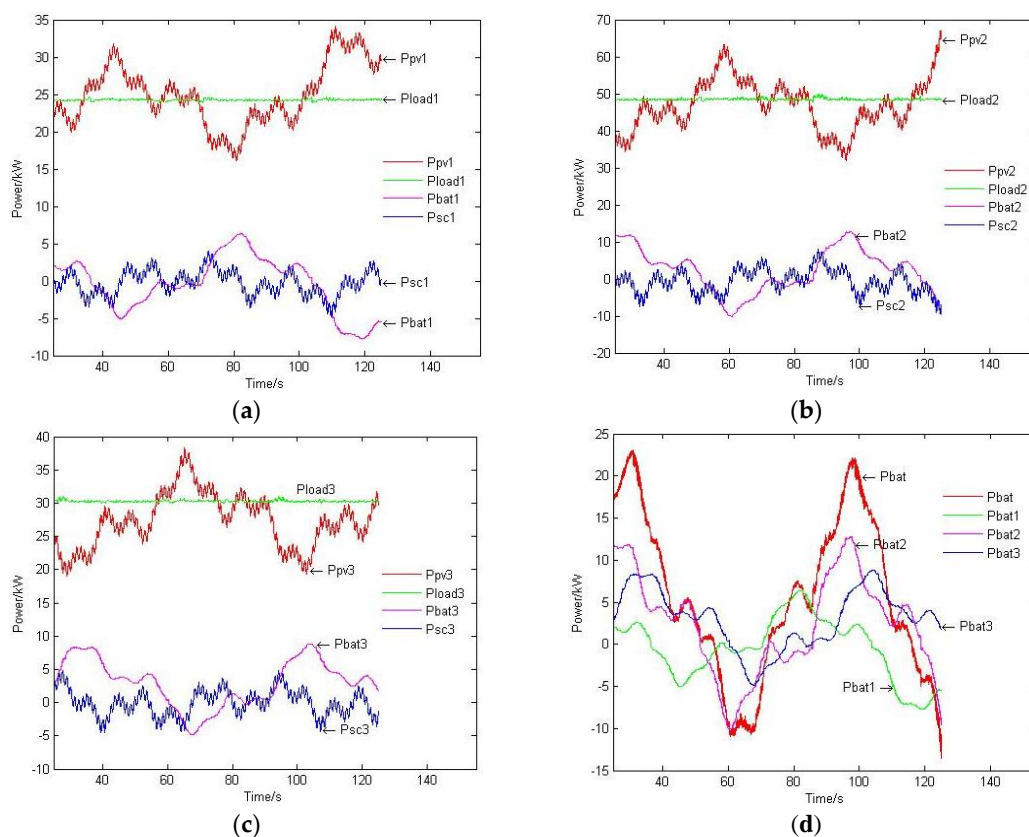 35
30
25
20
15
10
5
0
-5
-10
Power/kW
40 60 80 100 120 140
Time/s
Ppv1
Pload1
Ppv1
Pload1
Pbat1
Psc1
Psc1
Pbat1
(a)
70
60
50
40
30
20
10
0
-10
-20
Power/kW
40 60 80 100 120 140
Time/s
Ppv2
Pload2
Ppv2
Pload2
Pbat2
Psc2
Pbat2
Psc2
(b)
40
35
30
25
20
15
10
5
0
-5
-10
Power/kW
40 60 80 100 120 140
Time/s
Pload3
Ppv3
Ppv3
Pload3
Pbat3
Psc3
Pbat3
Psc3
(c)
25
20
15
10
5
0
-5
-10
-15
Power/kW
40 60 80 100 120 140
Time/s
Pbat
Pbat
Pbat1
Pbat2
Pbat3
Pbat2
Pbat3
Pbat1
(d)